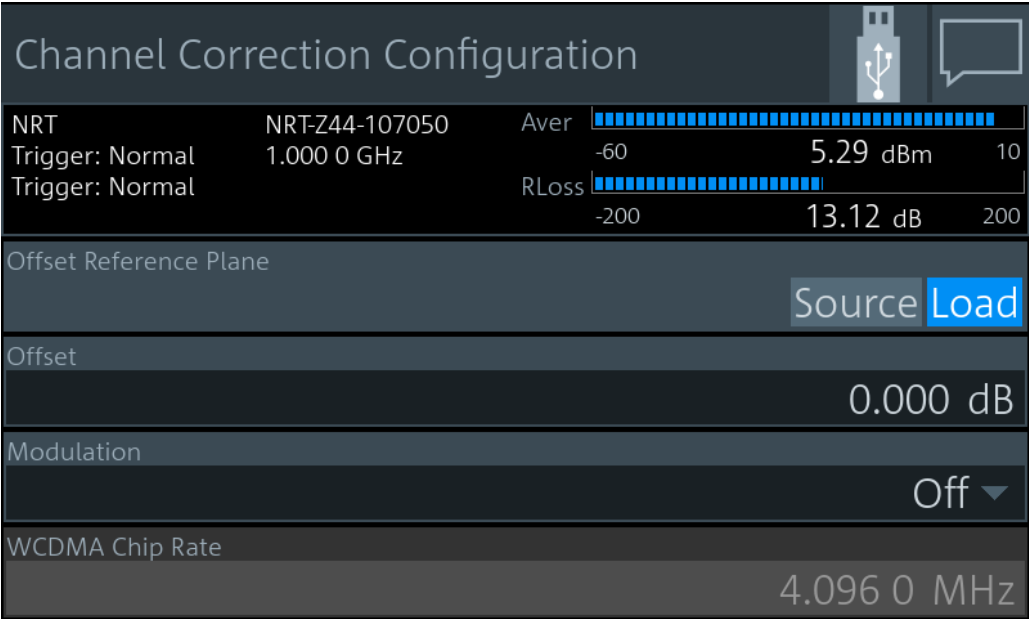 Channel Correction Configuration
NRT NRT-Z44-107050 Aver
Trigger: Normal 1.000 0 GHz -60 5.29 dBm 10
Trigger: Normal RLoss
-200 13.12 dB 200
Offset Reference Plane
Source Load
Offset
0.000 dB
Modulation
Off
WCDMA Chip Rate
4.096 0 MHz